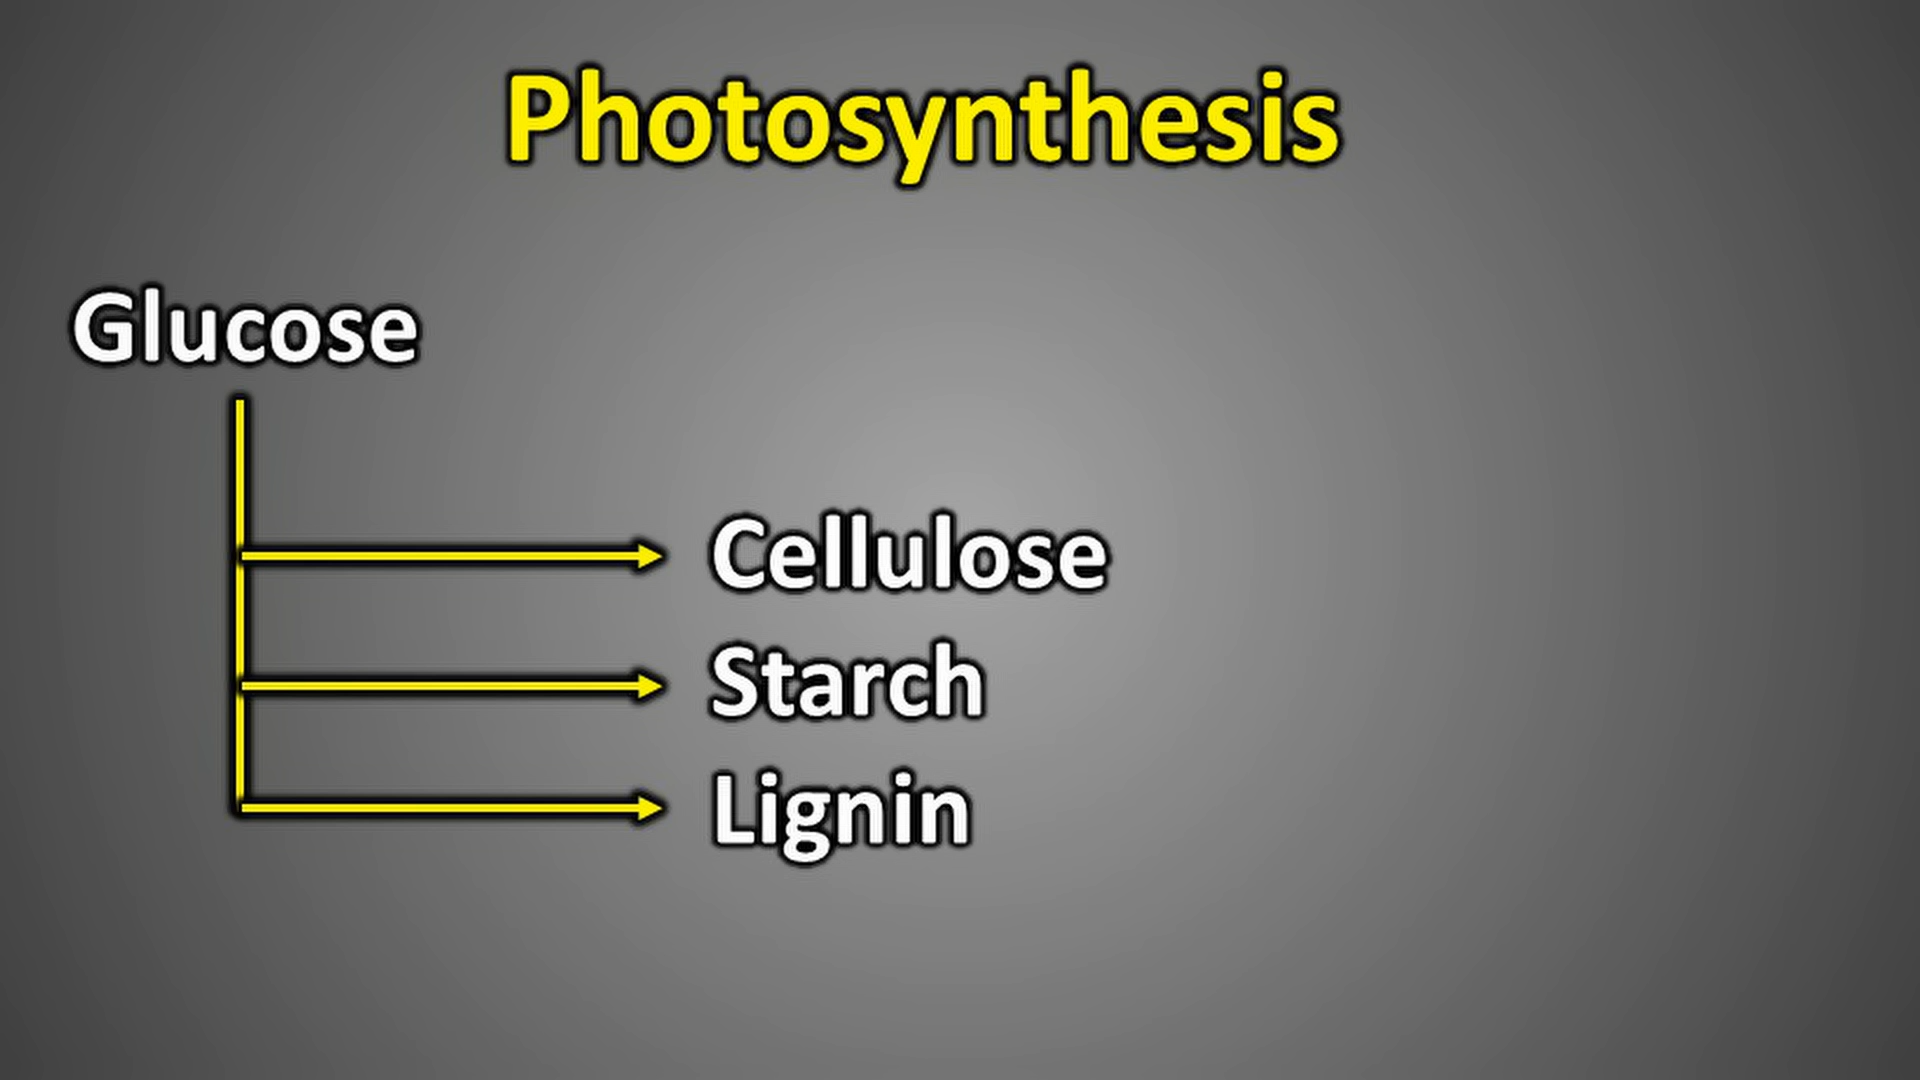 Photosynthesis
Glucose
Cellulose
Starch
Lignin